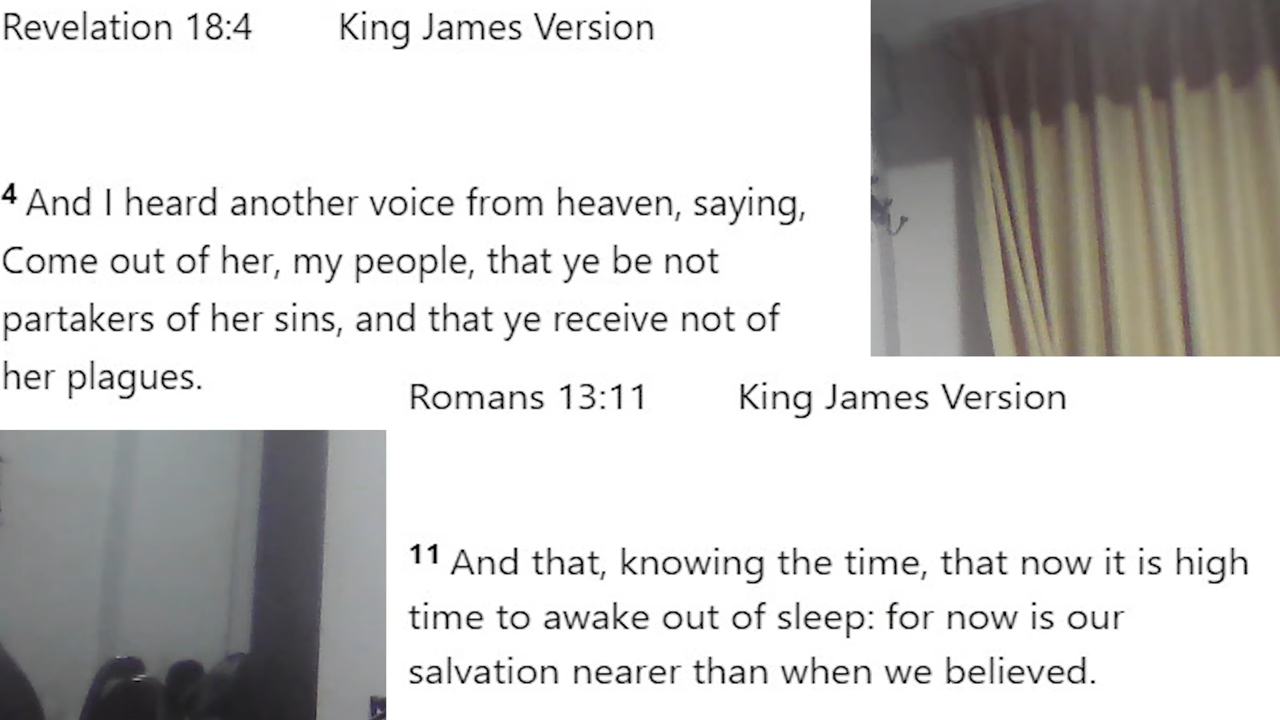 Revelation 18:4 King James Version
4 And I heard another voice from heaven, saying,
Come out of her, my people, that ye be not
partakers of her sins, and that ye receive not of
her plagues.
Romans 13:11 King James Version
11 And that, knowing the time, that now it is high
time to awake out of sleep: for now is our
salvation nearer than when we believed.